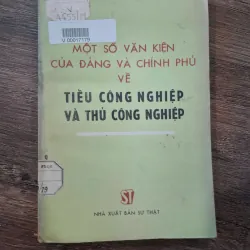 MỘT SỐ VĂN KIỆN
CỦA ĐẢNG VÀ CHÍNH PHỦ
VỀ
TIỂU CÔNG NGHIỆP
VÀ THỦ CÔNG NGHIỆP
ST
NHÀ XUẤT BẢN SỰ THẬT